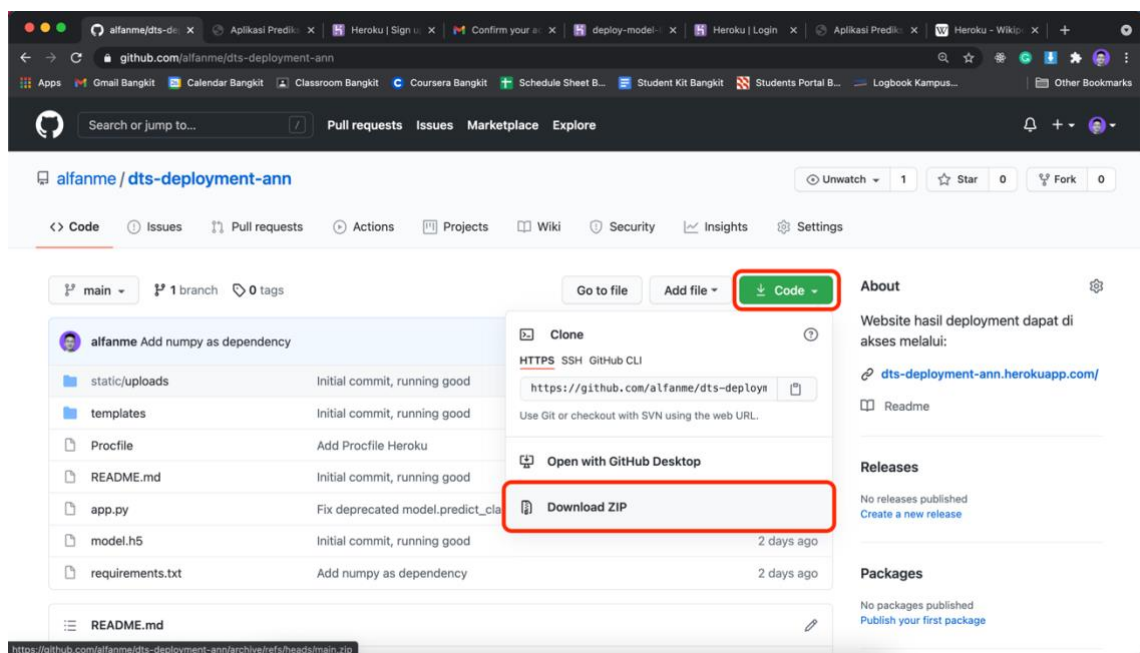 alfanme/dts-de
Aplikasi Predik
Heroku | Sign u
Confirm your ac
deploy-model-
Heroku | Login
Aplikasi Predik
Heroku - Wikip
github.com/alfanme/dts-deployment-ann
Apps
Gmail Bangkit
Calendar Bangkit
Classroom Bangkit
Coursera Bangkit
Schedule Sheet B...
Student Kit Bangkit
Students Portal B...
Logbook Kampus...
Other Bookmarks
Search or jump to...
/
Pull requests Issues Marketplace Explore
alfanme / dts-deployment-ann
Unwatch 1
Star 0
Fork 0
<> Code
Issues
Pull requests
Actions
Projects
Wiki
Security
Insights
Settings
main
1 branch
0 tags
Go to file
Add file
Code
alfanme Add numpy as dependency
static/uploads Initial commit, running good
templates Initial commit, running good
Procfile Add Procfile Heroku
README.md Initial commit, running good
app.py Fix deprecated model.predict_cla
model.h5 Initial commit, running good 2 days ago
requirements.txt Add numpy as dependency 2 days ago
README.md
Clone
HTTPS SSH GitHub CLI
https://github.com/alfanme/dts-deploym
Use Git or checkout with SVN using the web URL.
Open with GitHub Desktop
Download ZIP
About
Website hasil deployment dapat di
akses melalui:
dts-deployment-ann.herokuapp.com/
Readme
Releases
No releases published
Create a new release
Packages
No packages published
Publish your first package
https://github.com/alfanme/dts-deployment-ann/archive/refs/heads/main.zip